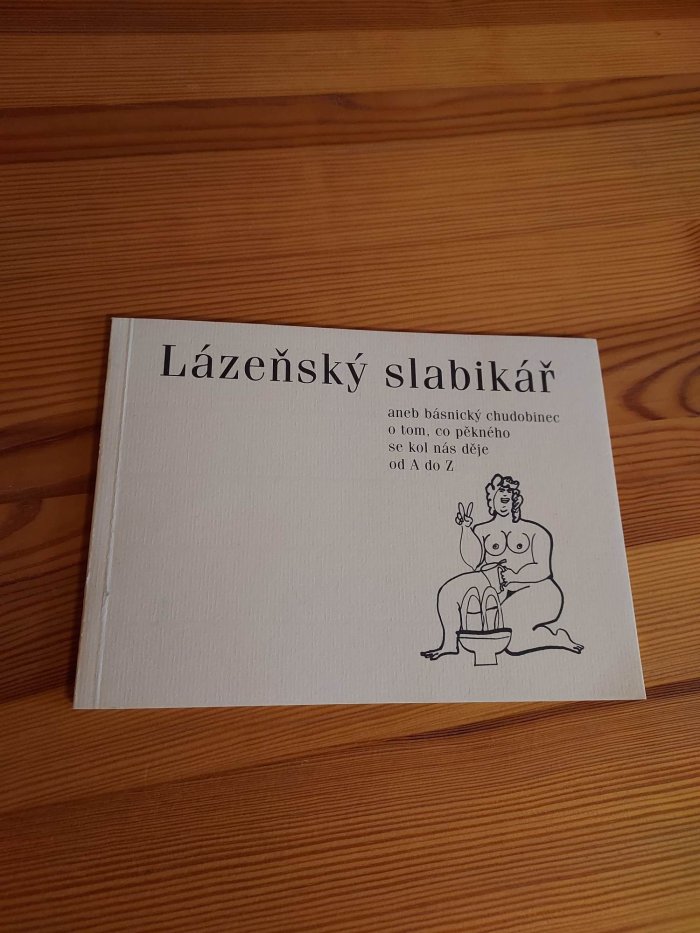 Lázeňský slabikář
aneb básnický chudobinec
o tom, co pěkného
se kol nás děje
od A do Z